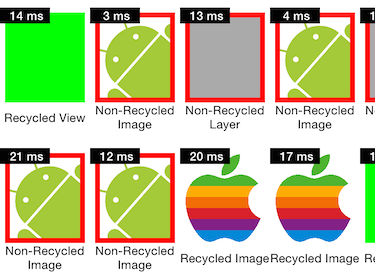 14 ms
3 ms
13 ms
4 ms
Recycled View
Non-Recycled
Image
Non-Recycled
Layer
Non-Recycled
Image
21 ms
12 ms
20 ms
17 ms
Non-Recycled
Image
Non-Recycled
Image
Recycled Image
Recycled Image